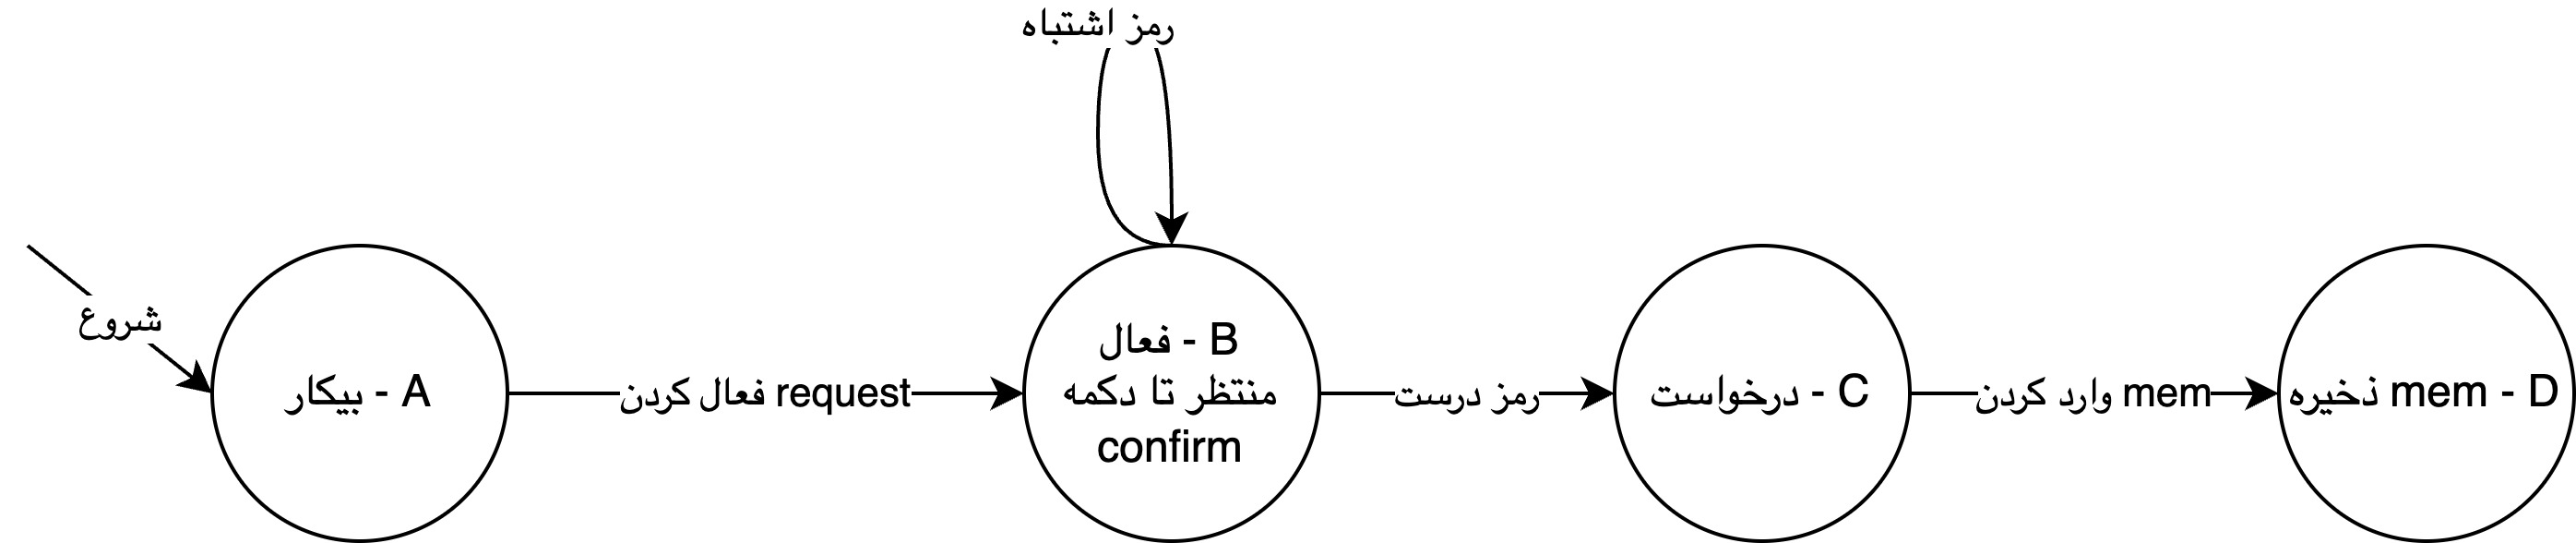 رمز اشتباه
شروع
A - بیکار
فعال کردن request
B - فعال
منتظر تا دکمه
confirm
رمز درست
C - درخواست
وارد کردن mem
D - mem ذخیره